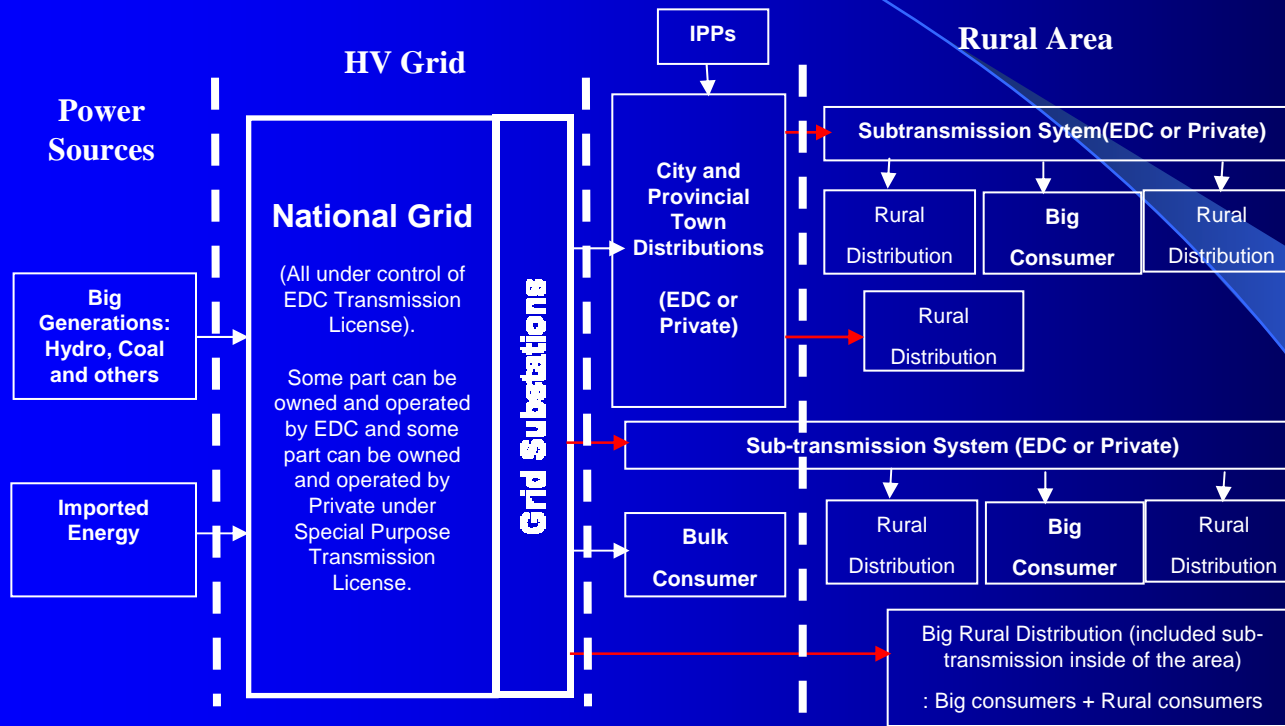 Power
Sources
Big
Generations:
Hydro, Coal
and others
Imported
Energy
HV Grid
National Grid
(All under control of
EDC Transmission
License).
Some part can be
owned and operated
by EDC and some
part can be owned
and operated by
Private under
Special Purpose
Transmission
License.
Grid Substations
IPPs
City and
Provincial
Town
Distributions
(EDC or
Private)
Rural Area
Subtransmission Sytem(EDC or Private)
Rural
Distribution
Big
Consumer
Rural
Distribution
Rural
Distribution
Sub-transmission System (EDC or Private)
Bulk
Consumer
Rural
Distribution
Big
Consumer
Rural
Distribution
Big Rural Distribution (included sub-
transmission inside of the area)
: Big consumers + Rural consumers